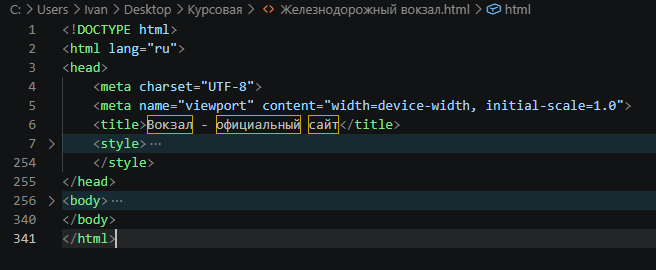 C: > Users > Ivan > Desktop > Курсовая > <> Железнодорожный вокзал.html > html
1 <!DOCTYPE html>
2 <html lang="ru">
3 <head>
4 <meta charset="UTF-8">
5 <meta name="viewport" content="width=device-width, initial-scale=1.0">
6 <title>Вокзал - официальный сайт</title>
7 > <style>⋯
254 </style>
255 </head>
256 > <body>⋯
340 </body>
341 </html>